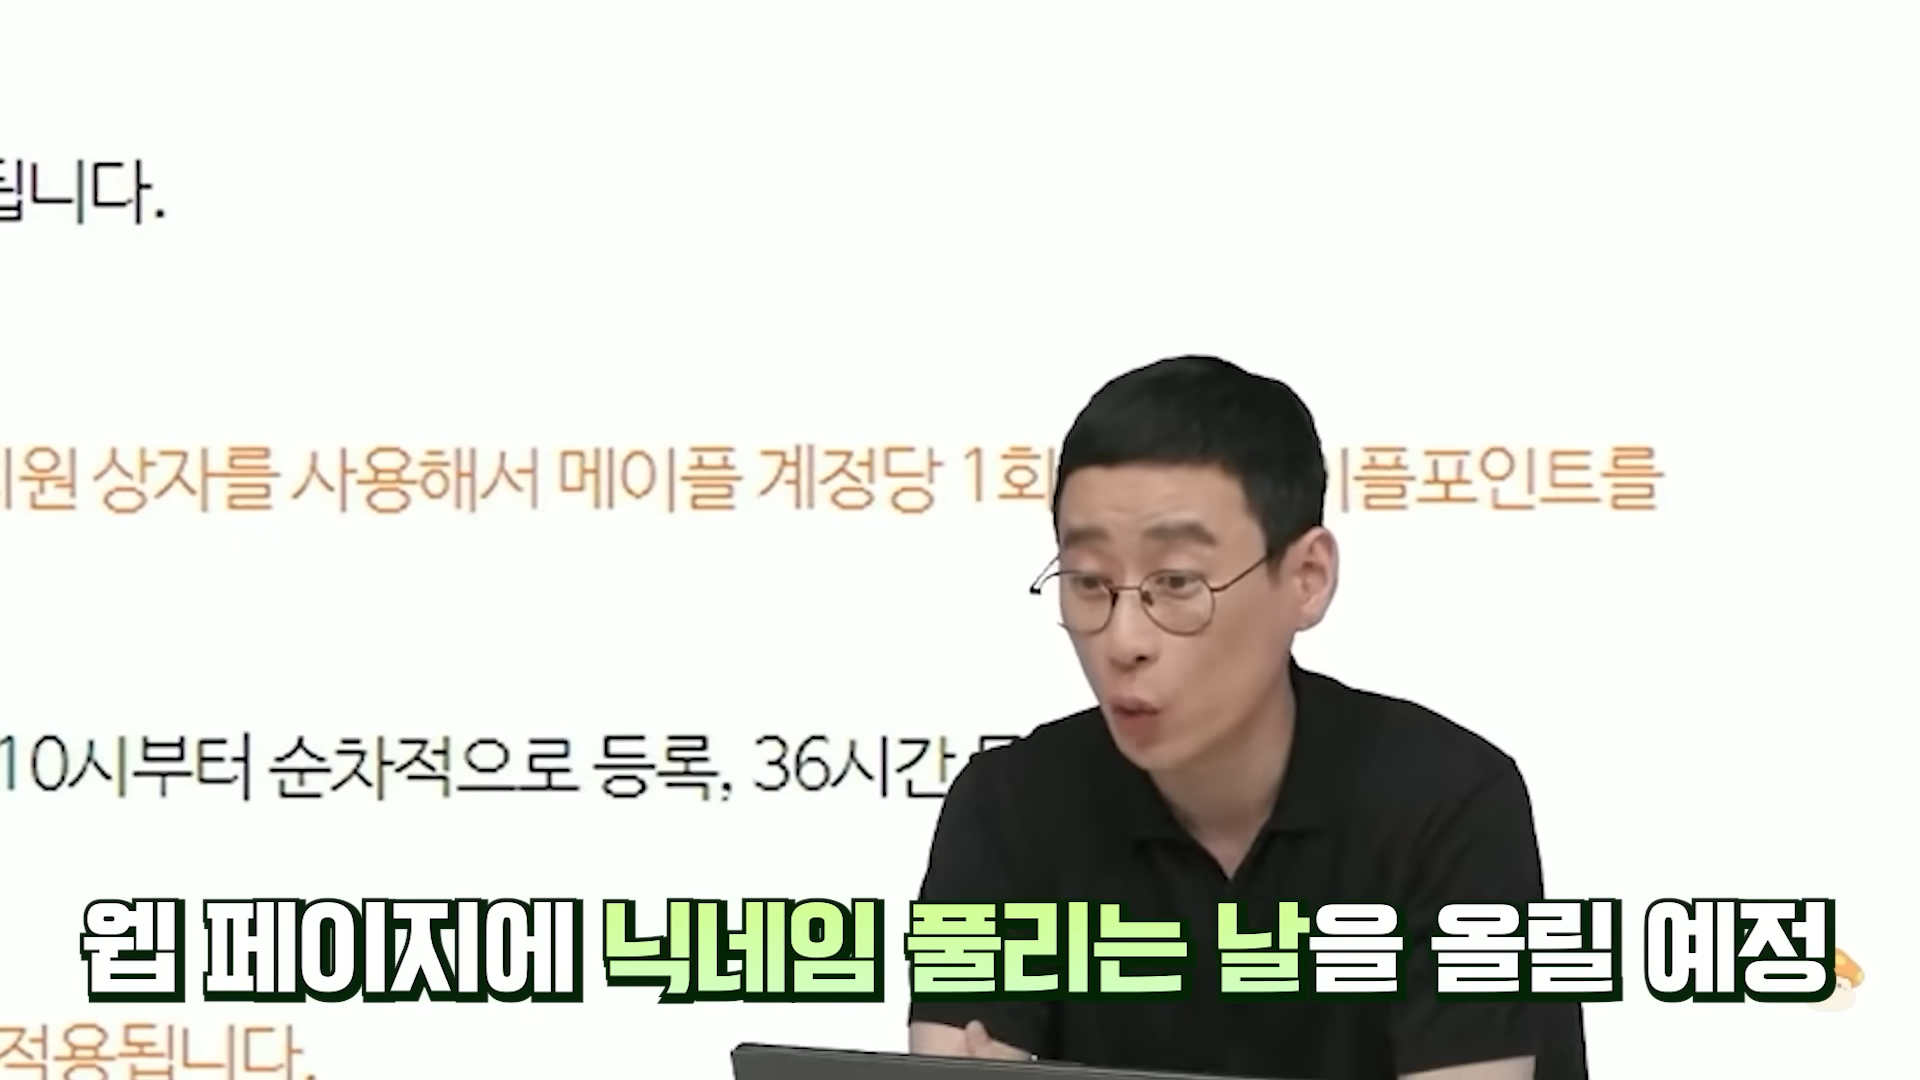 됩니다.
원 상자를 사용해서 메이플 계정당 1회 이플포인트를
10시부터 순차적으로 등록, 36시간
웹 페이지에 닉네임 풀리는 날을 올릴 예정
적용됩니다.